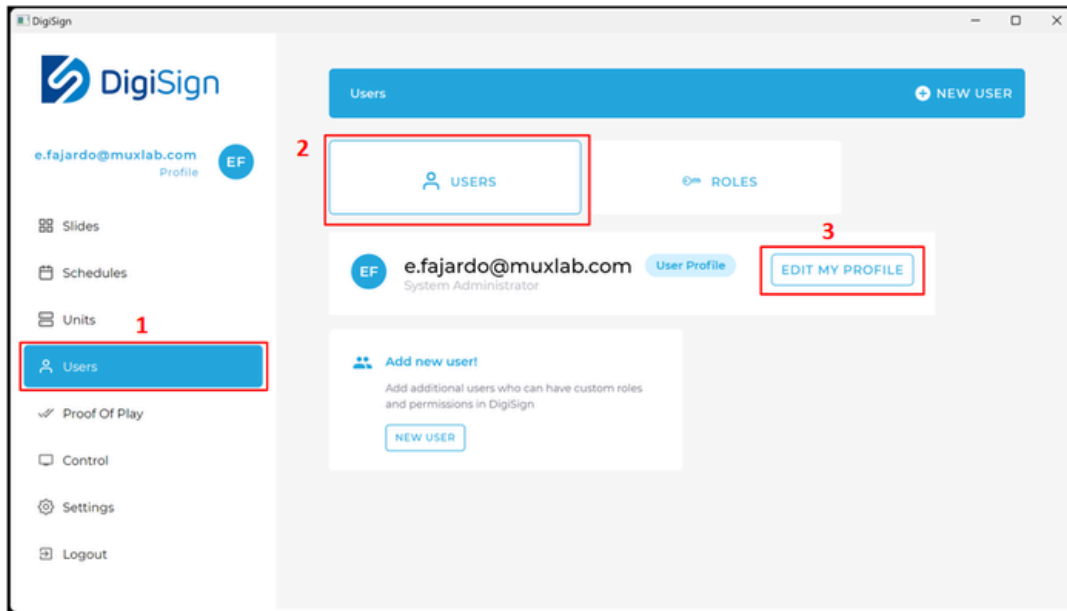 DigiSign
DigiSign
e.fajardo@muxlab.com
Profile
EF
Slides
Schedules
Units
1
Users
Proof Of Play
Control
Settings
Logout
Users
NEW USER
2
USERS
ROLES
3
EF
e.fajardo@muxlab.com
User Profile
EDIT MY PROFILE
System Administrator
Add new user!
Add additional users who can have custom roles
and permissions in DigiSign
NEW USER